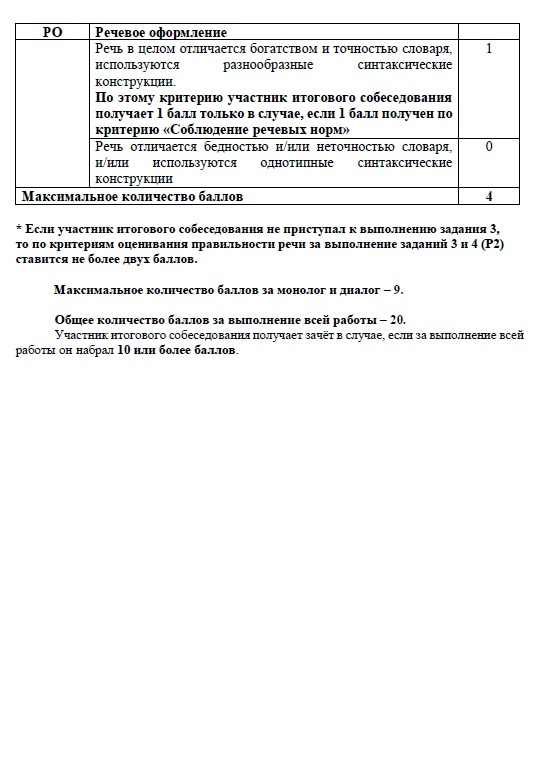 РО Речевое оформление
Речь в целом отличается богатством и точностью словаря, 1
используются разнообразные синтаксические
конструкции.
По этому критерию участник итогового собеседования
получает 1 балл только в случае, если 1 балл получен по
критерию «Соблюдение речевых норм»
Речь отличается бедностью и/или неточностью словаря, 0
и/или используются однотипные синтаксические
конструкции
Максимальное количество баллов 4
* Если участник итогового собеседования не приступал к выполнению задания 3,
то по критериям оценивания правильности речи за выполнение заданий 3 и 4 (Р2)
ставится не более двух баллов.
Максимальное количество баллов за монолог и диалог – 9.
Общее количество баллов за выполнение всей работы – 20.
Участник итогового собеседования получает зачёт в случае, если за выполнение всей
работы он набрал 10 или более баллов.